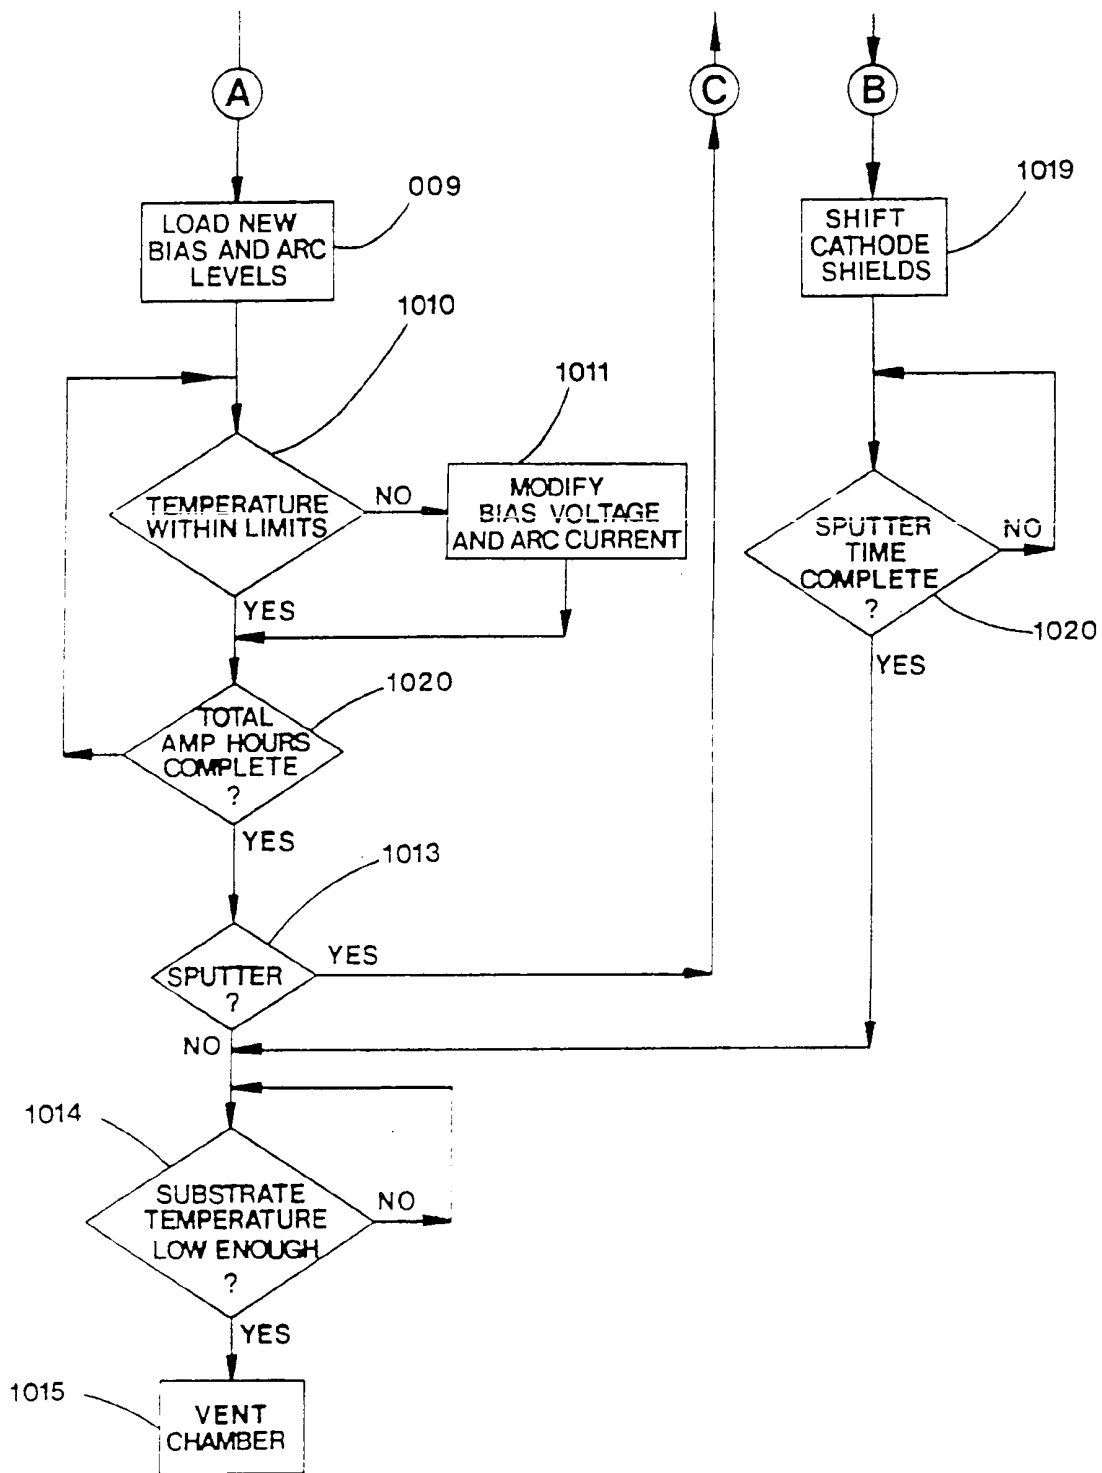 A
C
B
009
LOAD NEW
BIAS AND ARC
LEVELS
1019
SHIFT
CATHODE
SHIELDS
1010
1011
TEMPERATURE
WITHIN LIMITS
NO
MODIFY
BIAS VOLTAGE
AND ARC CURRENT
YES
SPUTTER
TIME
COMPLETE
?
NO
1020
YES
1020
TOTAL
AMP HOURS
COMPLETE
?
YES
1013
SPUTTER
?
YES
NO
1014
SUBSTRATE
TEMPERATURE
LOW ENOUGH
?
NO
YES
1015
VENT
CHAMBER